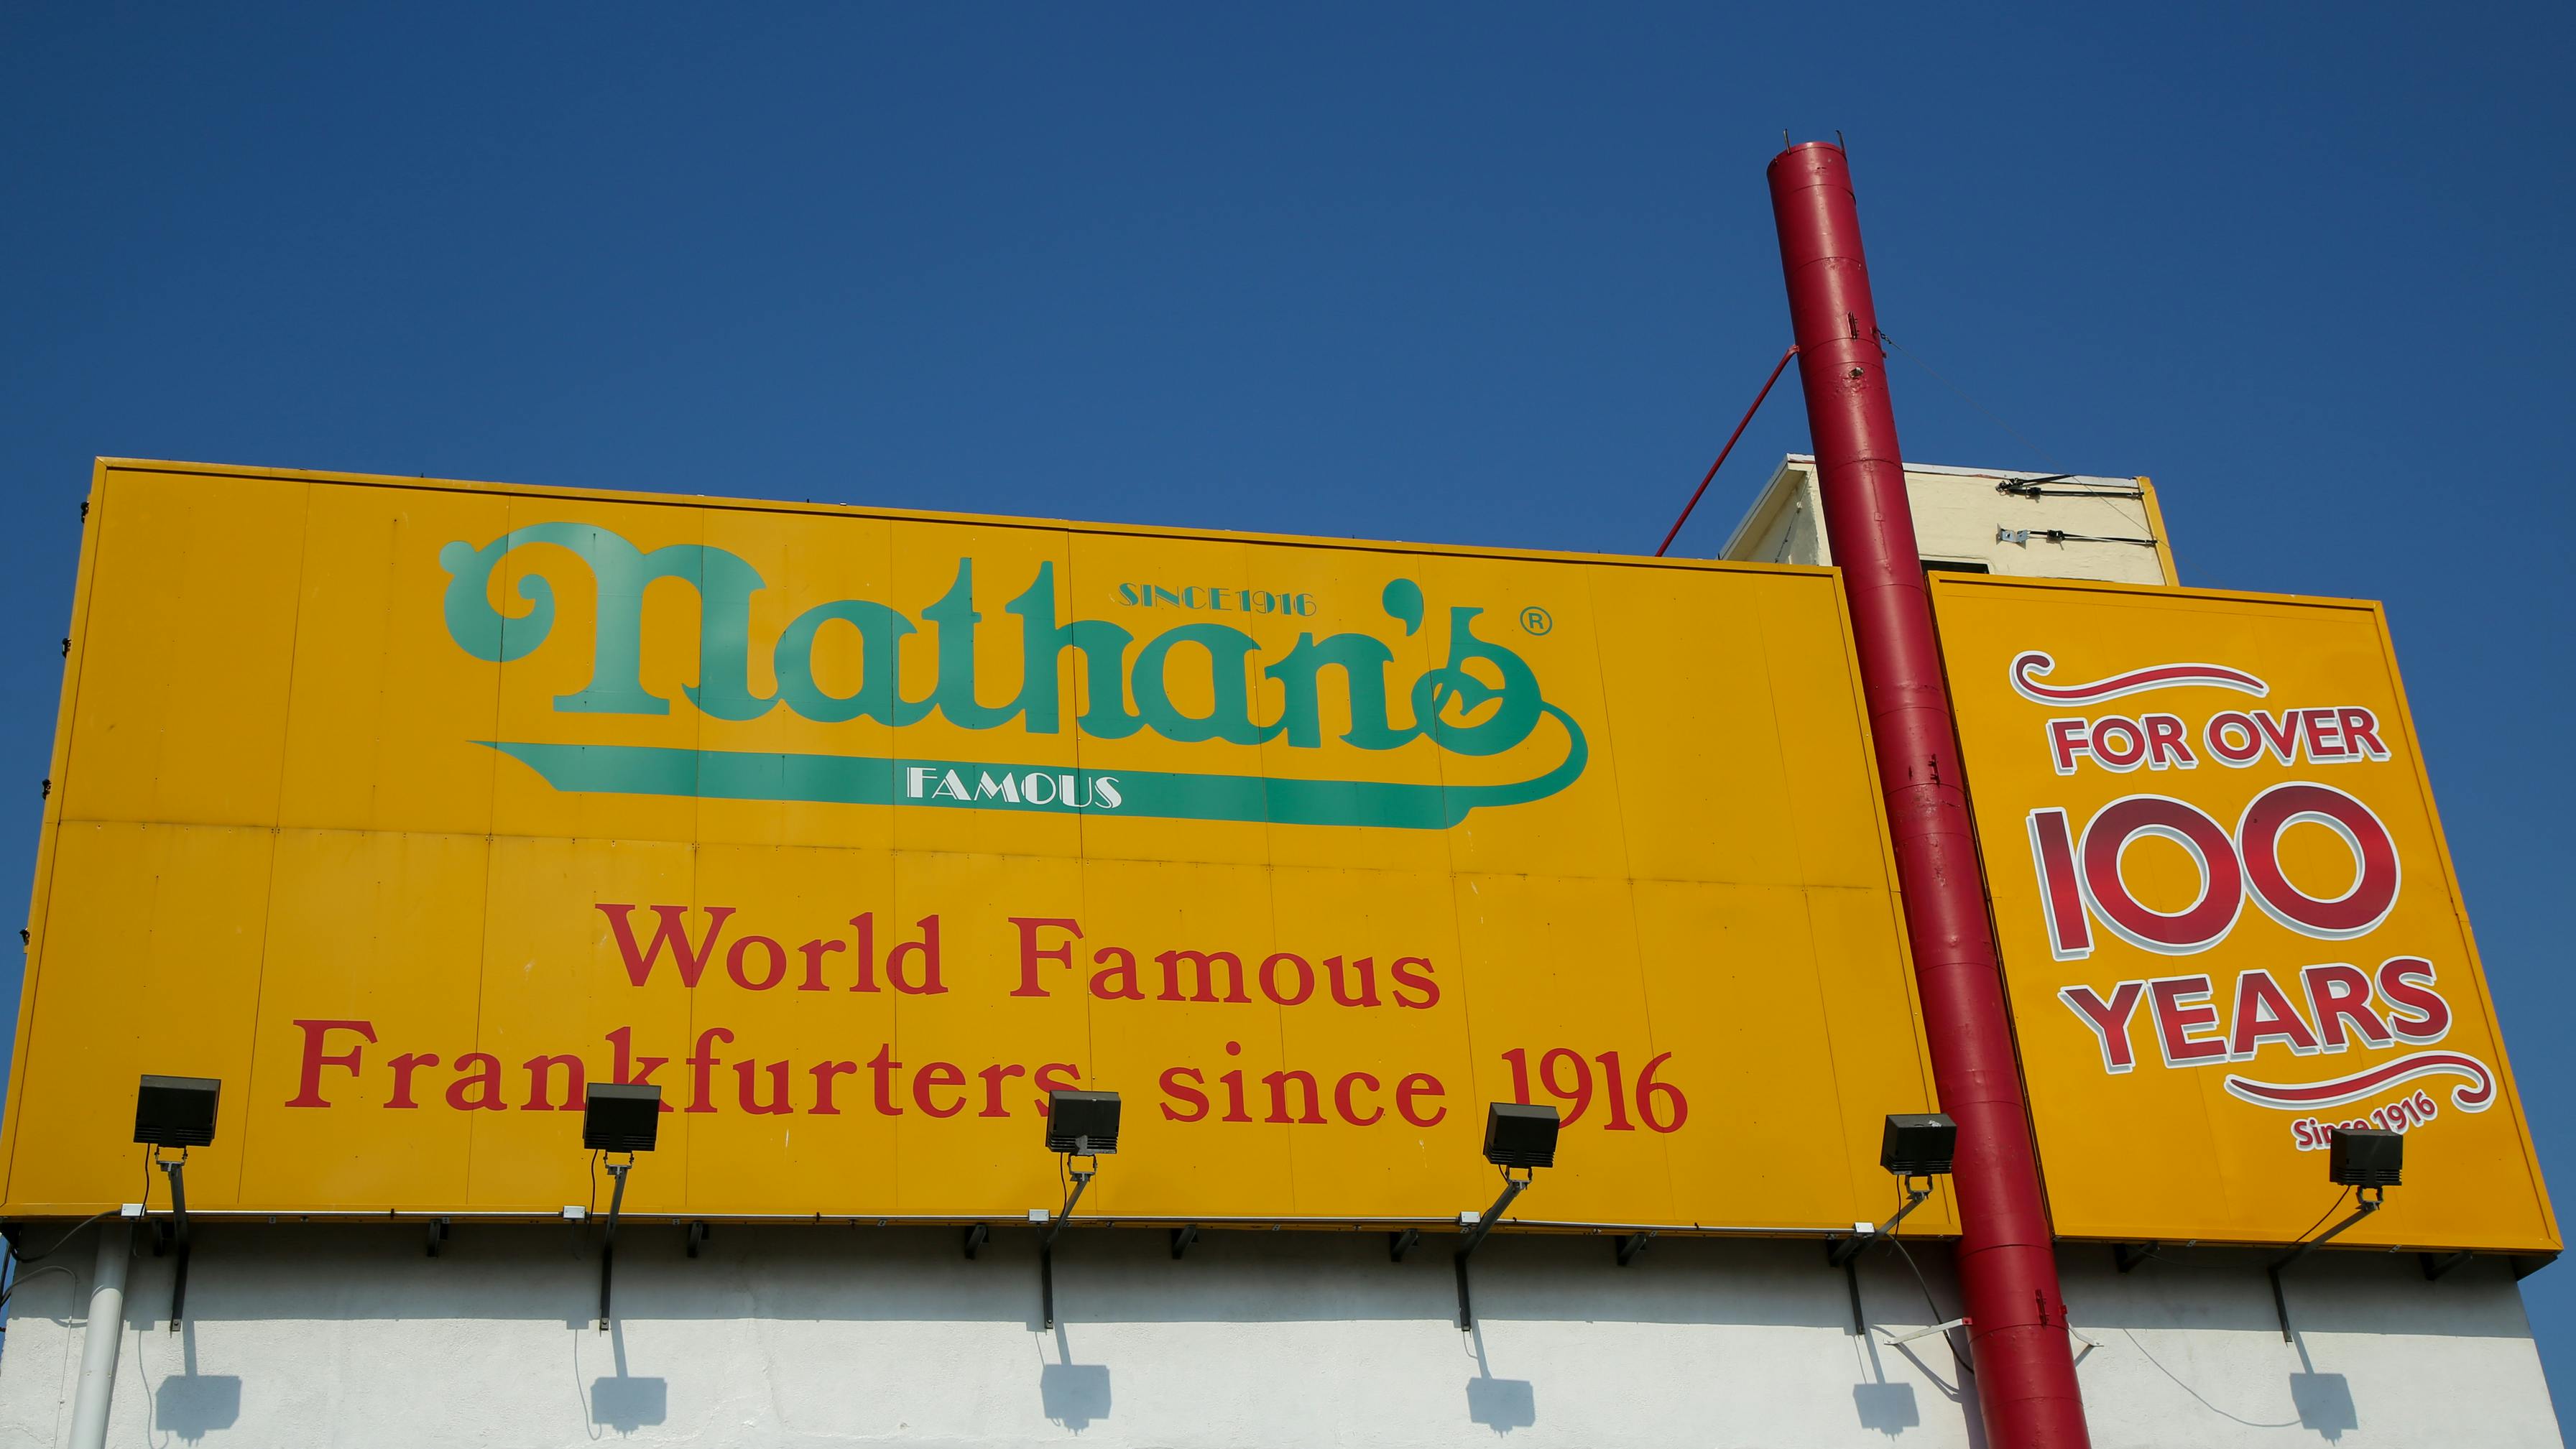 SINCE 1916
Nathan's ®
FAMOUS
World Famous
Frankfurters since 1916
FOR OVER
100
YEARS
Since 1916